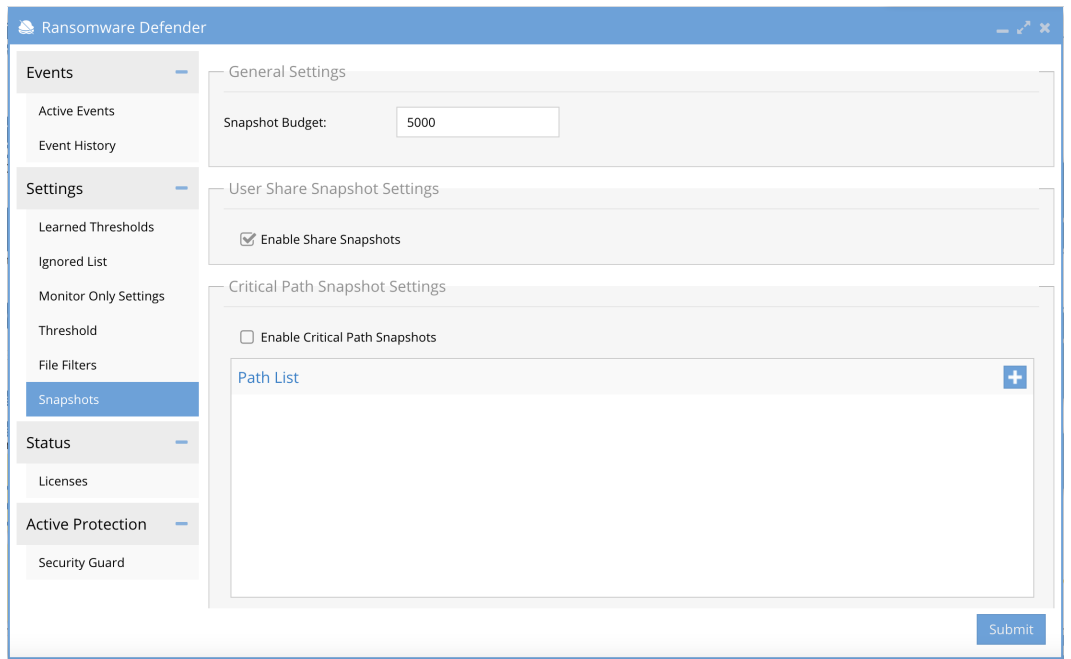 Ransomware Defender
Events
Active Events
Event History
Settings
Learned Thresholds
Ignored List
Monitor Only Settings
Threshold
File Filters
Snapshots
Status
Licenses
Active Protection
Security Guard
General Settings
Snapshot Budget: 5000
User Share Snapshot Settings
Enable Share Snapshots
Critical Path Snapshot Settings
Enable Critical Path Snapshots
Path List
Submit